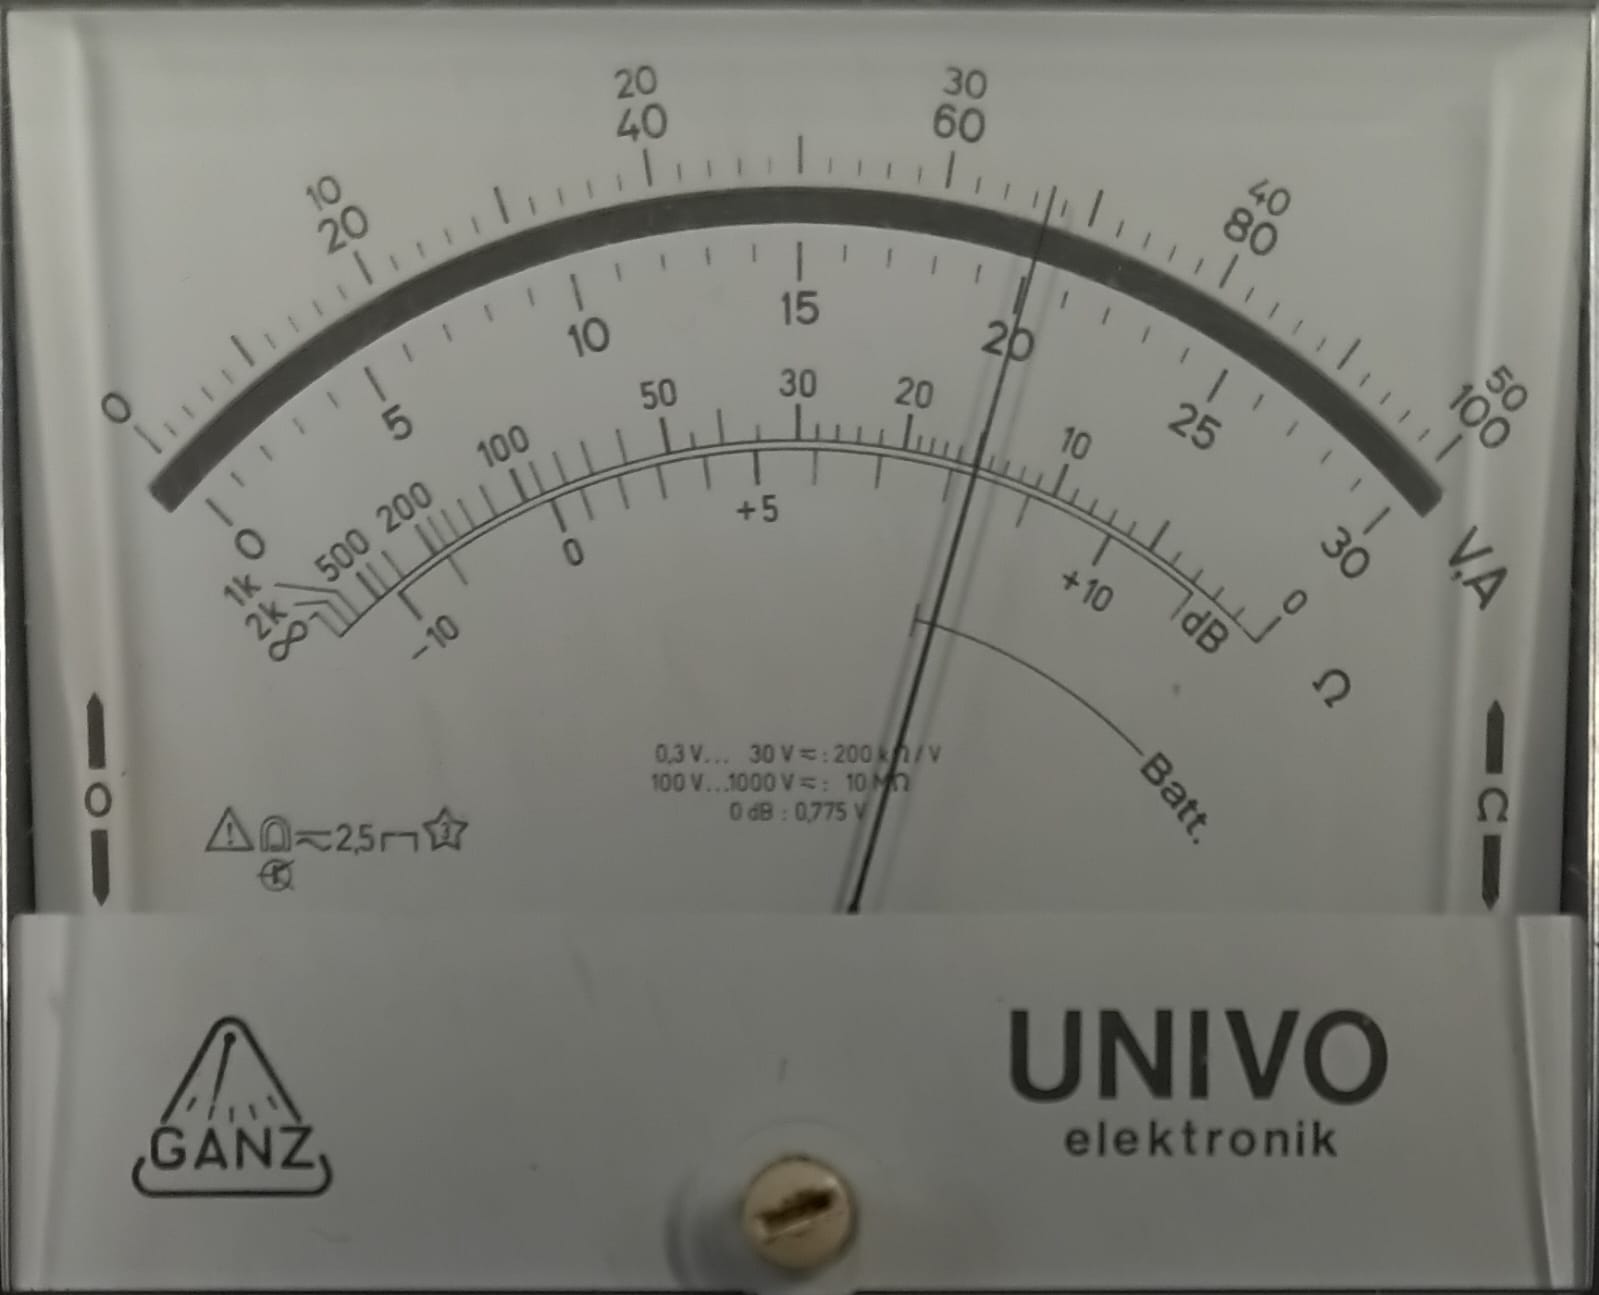 10 20 30 40 50
0 20 40 60 80 100
0 5 10 15 20 25 30
V,A
∞ 2k 1k 500 200 100 50 30 20 10 0
Ω
-10 0 +5 +10 dB
Batt.
0,3 V... 30 V ≂ : 200 kΩ/V
100 V...1000 V ≂ : 10 MΩ
0 dB : 0,775 V
! ≂ 2,5 3
O
Ω
GANZ
UNIVO
elektronik